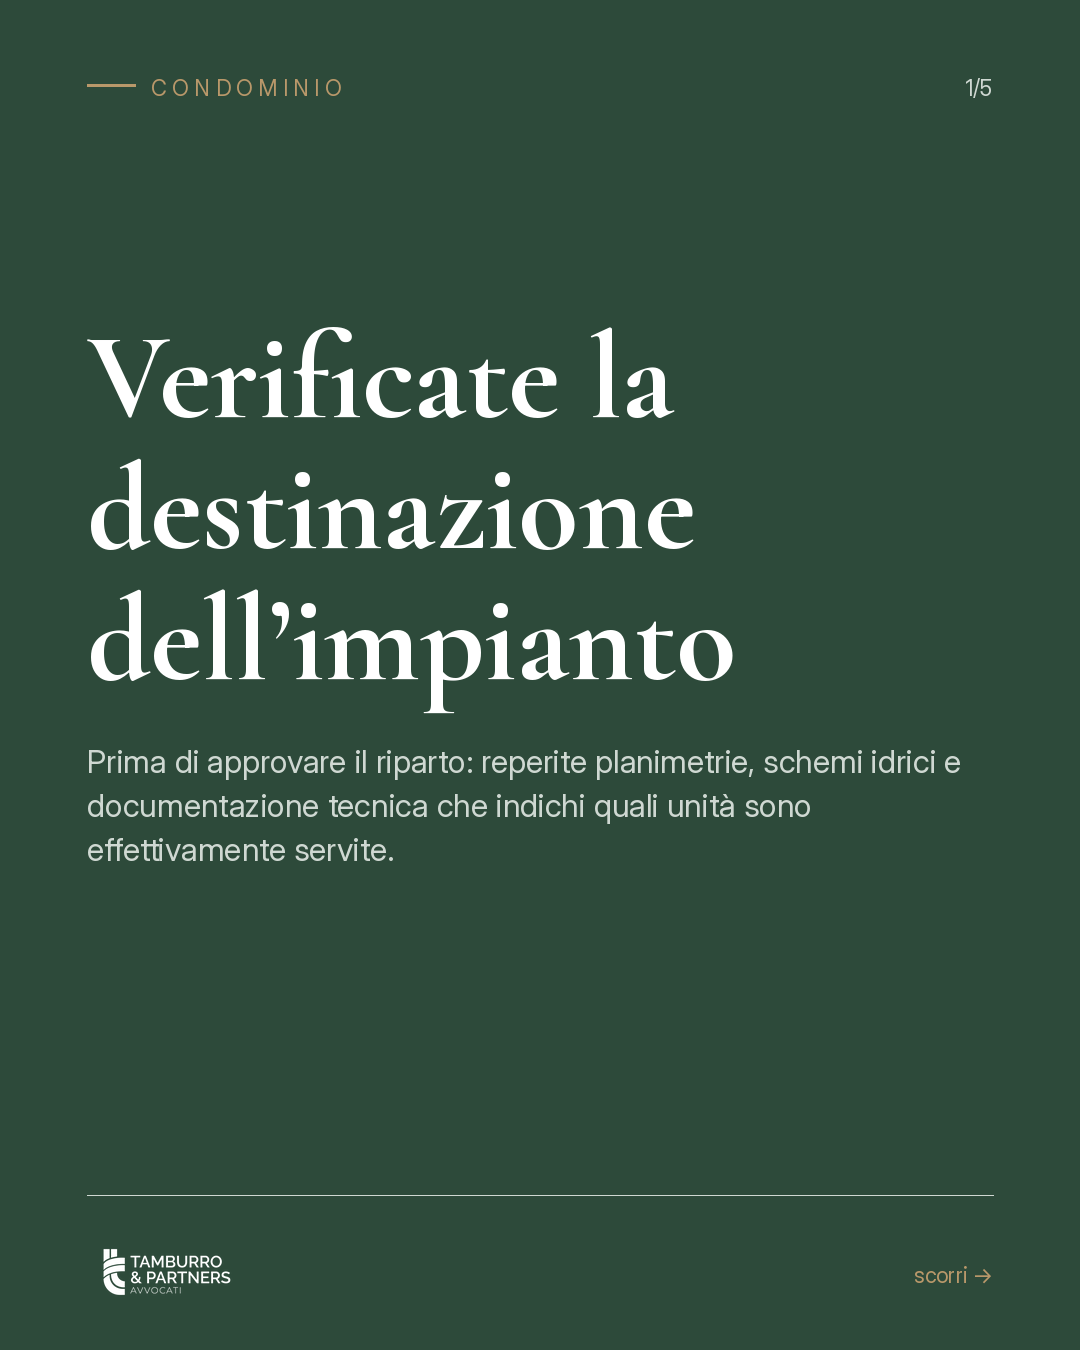 CONDOMINIO
1/5
Verificate la
destinazione
dell’impianto
Prima di approvare il riparto: reperite planimetrie, schemi idrici e
documentazione tecnica che indichi quali unità sono
effettivamente servite.
TAMBURRO
& PARTNERS
AVVOCATI
scorri →